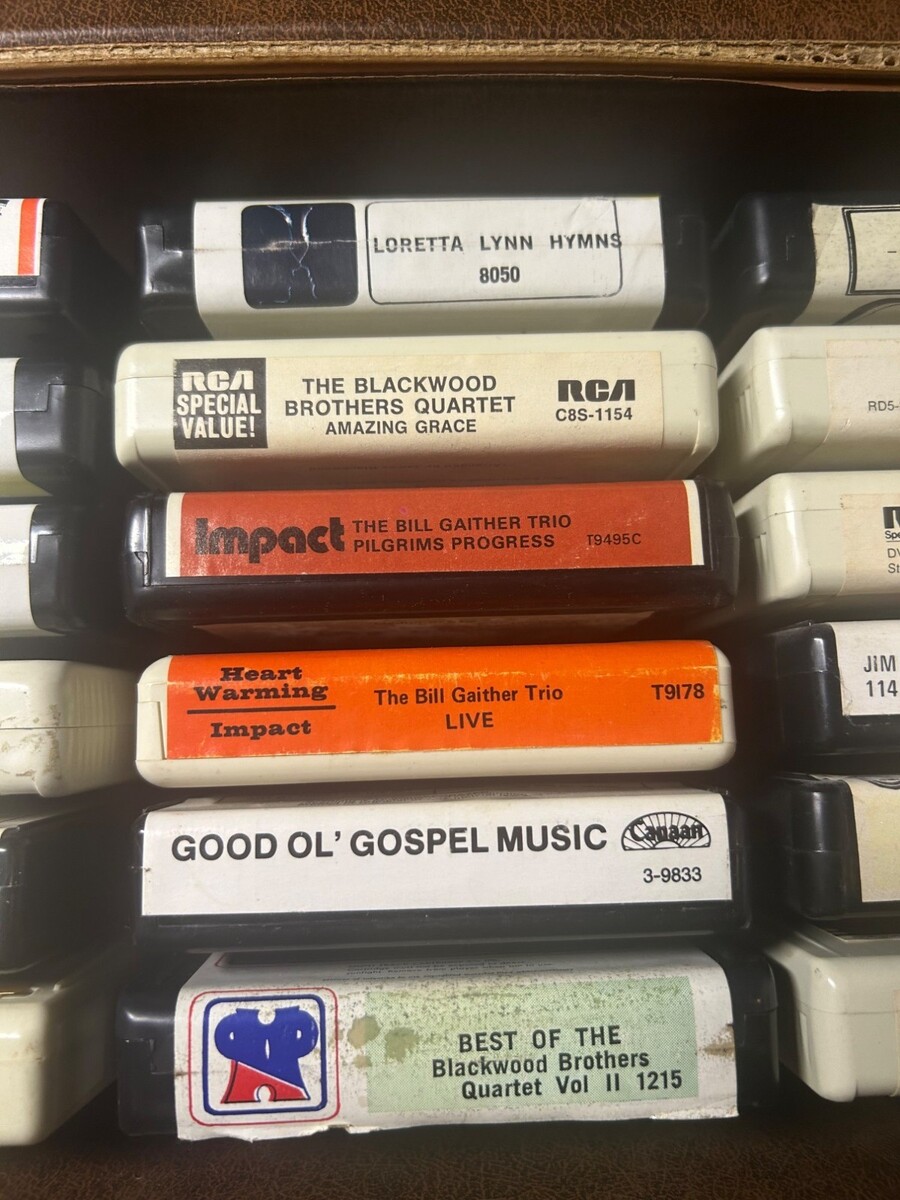 LORETTA LYNN HYMNS
8050
RCA
SPECIAL
VALUE!
THE BLACKWOOD
BROTHERS QUARTET
AMAZING GRACE
RCA
C8S-1154
RD5-
Impact
THE BILL GAITHER TRIO
PILGRIMS PROGRESS
T9495C
Heart
Warming
Impact
The Bill Gaither Trio
LIVE
T9178
JIM
114
GOOD OL' GOSPEL MUSIC
Canaan
3-9833
BEST OF THE
Blackwood Brothers
Quartet Vol II 1215